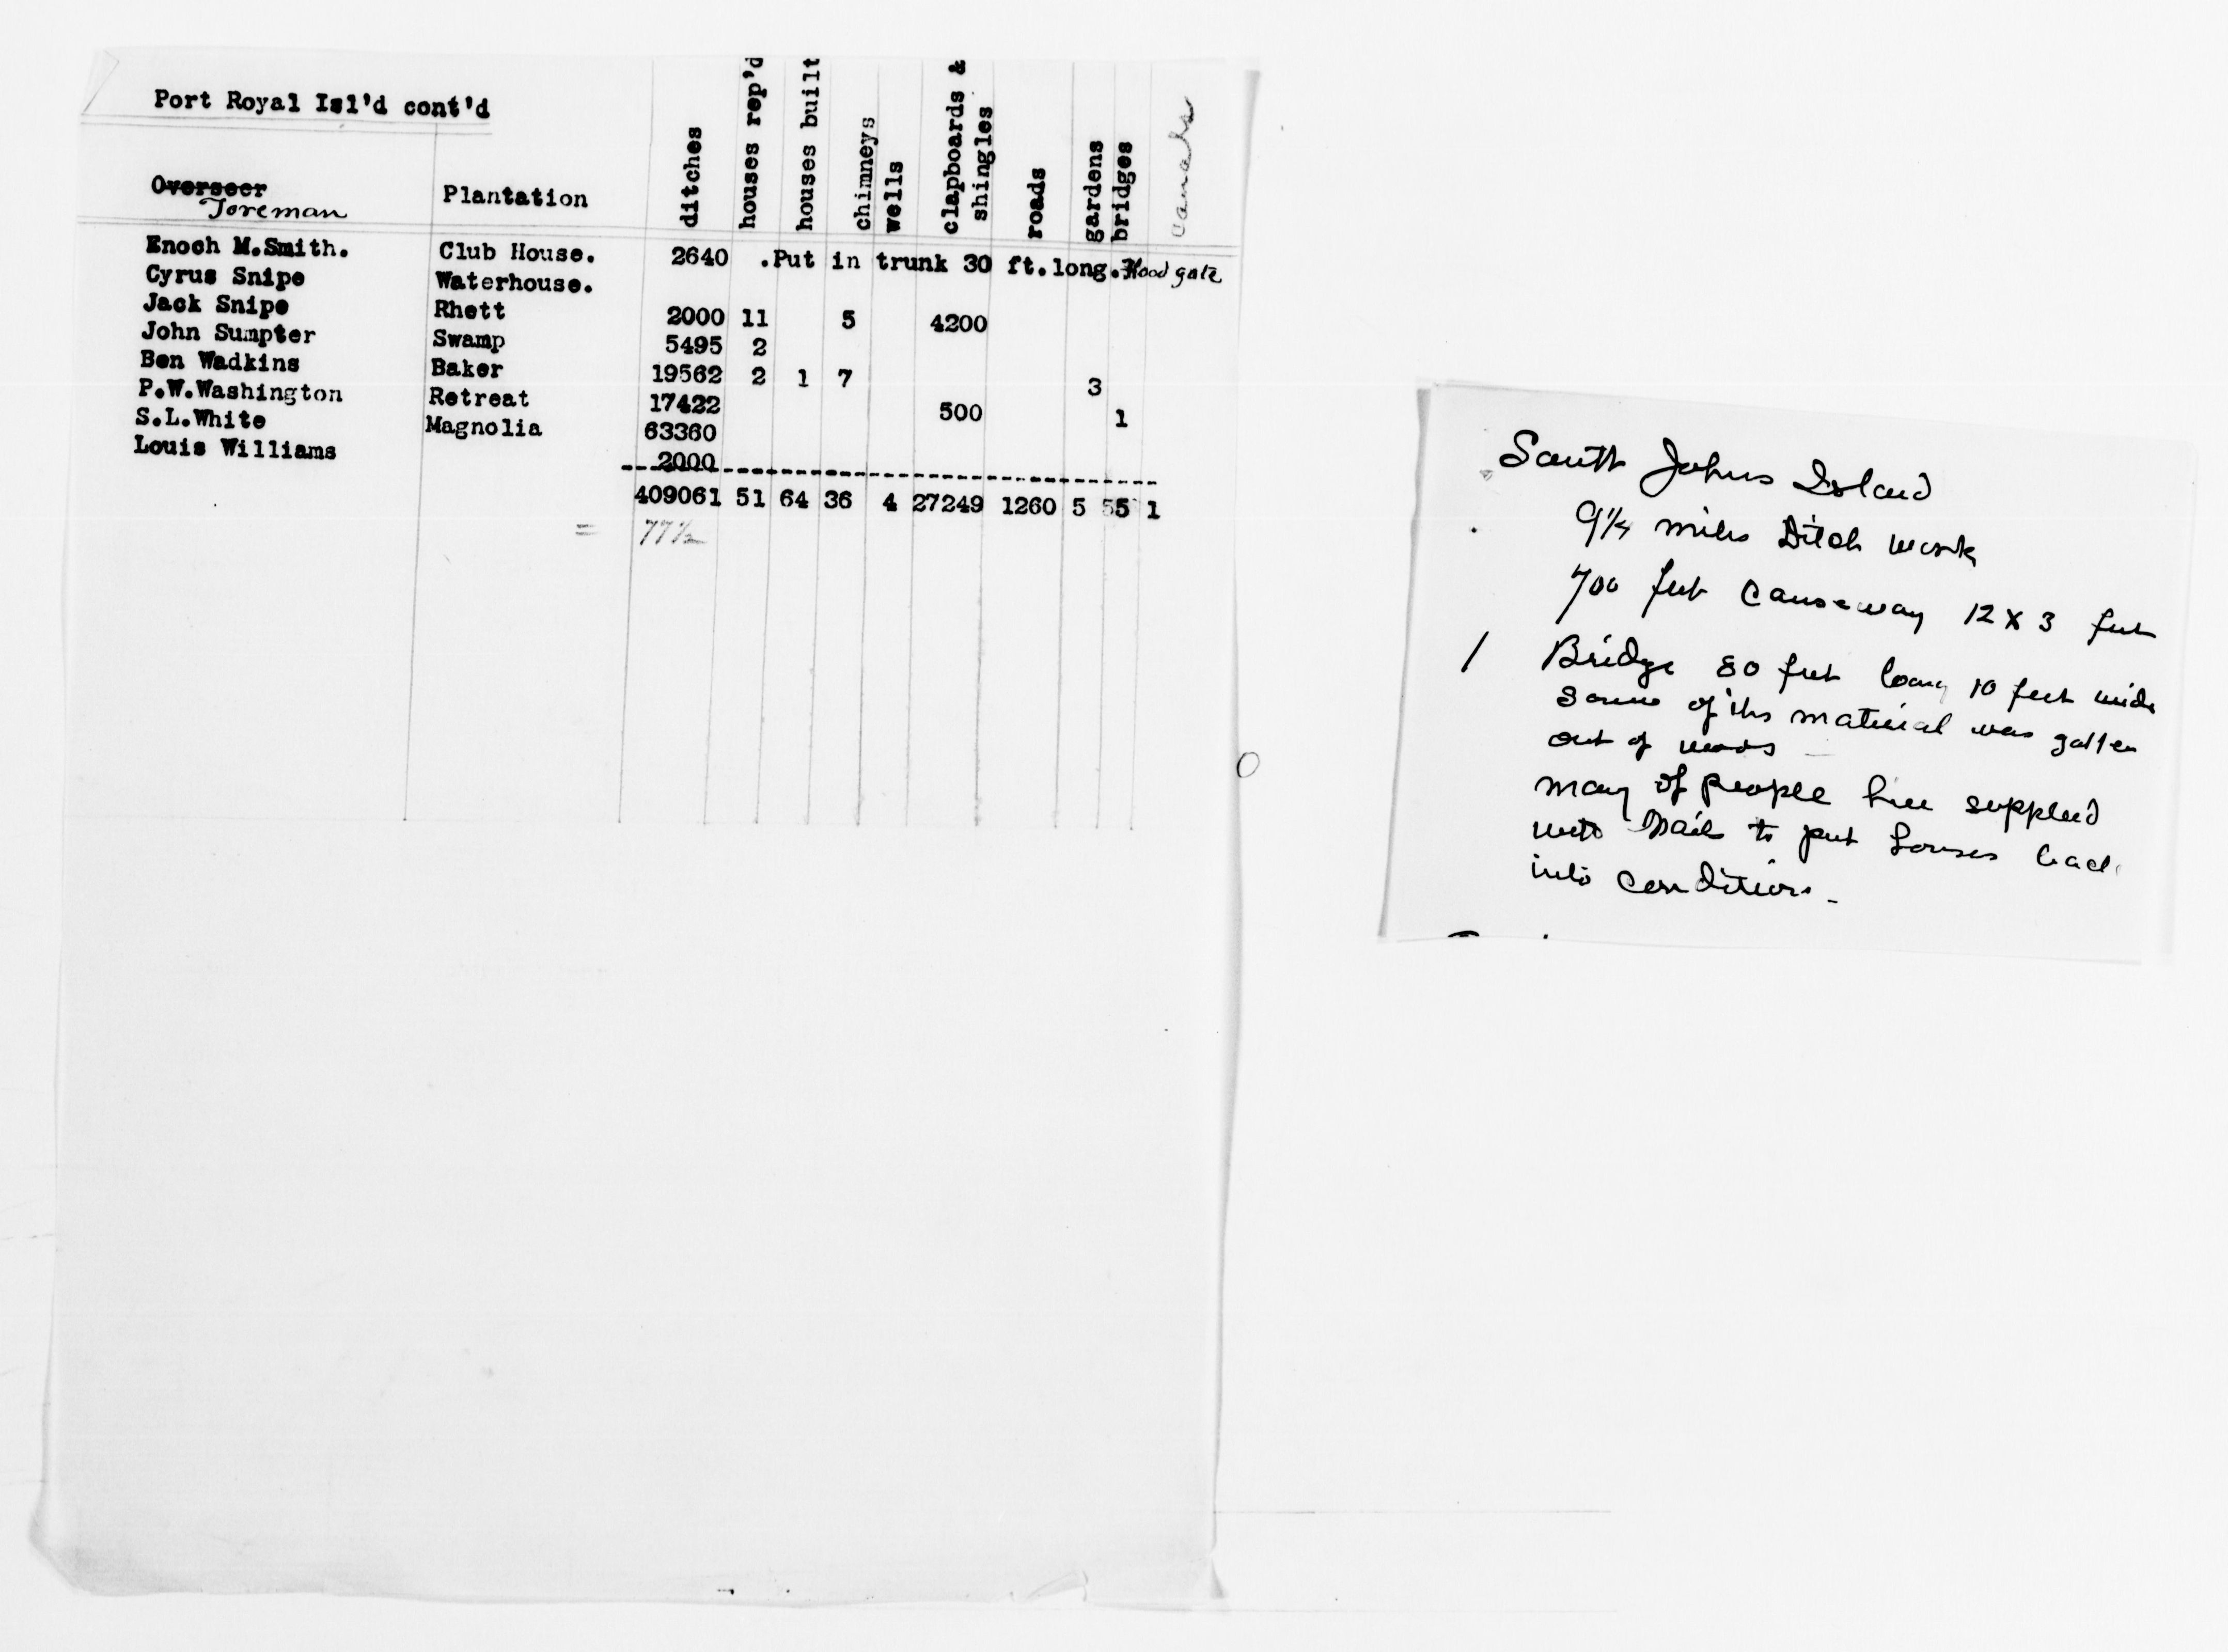 Port Royal Isl'd cont'd
Overseer Plantation ditches houses rep'd houses built chimneys wells clapboards & shingles roads gardens bridges canals
Foreman
Enoch M.Smith. Club House. 2640 .Put in trunk 30 ft.long. Flood gate
Cyrus Snipe Waterhouse.
Jack Snipe Rhett 2000 11 5 4200
John Sumpter Swamp 5495 2
Ben Wadkins Baker 19562 2 1 7 3
P.W.Washington Retreat 17422 500 1
S.L.White Magnolia 63360
Louis Williams 2000
409061 51 64 36 4 27249 1260 5 55 1
= 77½
South Johns Island
9¼ miles Ditch work
700 feet Causeway 12 X 3 feet
1 Bridge 80 feet long 10 feet wide
some of the material was gotten
out of woods
many of people here supplied
with Nails to put houses back
into condition -